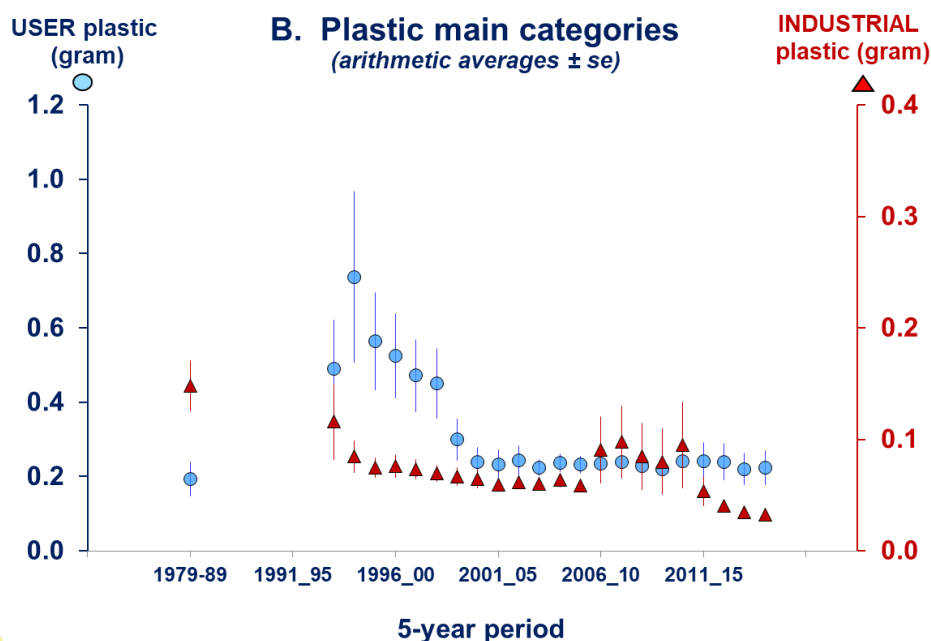 USER plastic
(gram)
B. Plastic main categories
(arithmetic averages ± se)
INDUSTRIAL
plastic (gram)
1.2
1.0
0.8
0.6
0.4
0.2
0.0
0.4
0.3
0.2
0.1
0.0
1979-89
1991_95
1996_00
2001_05
2006_10
2011_15
5-year period